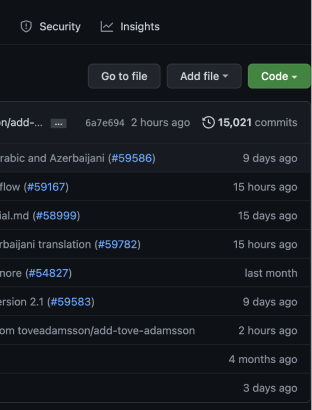 Security Insights
Go to file Add file Code
on/add-... ... 6a7e694 2 hours ago 15,021 commits
rabic and Azerbaijani (#59586) 9 days ago
flow (#59167) 15 hours ago
ial.md (#58999) 15 days ago
rbaijani translation (#59782) 15 hours ago
nore (#54827) last month
ersion 2.1 (#59583) 9 days ago
om toveadamsson/add-tove-adamsson 2 hours ago
4 months ago
3 days ago